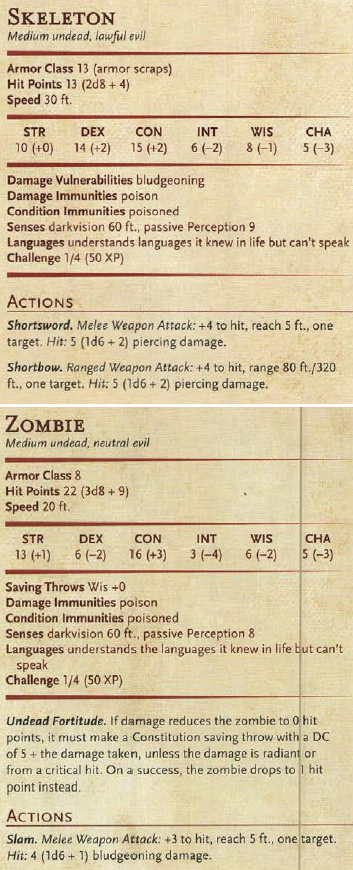 SKELETON
Medium undead, lawful evil
Armor Class 13 (armor scraps)
Hit Points 13 (2d8 + 4)
Speed 30 ft.
STR DEX CON INT WIS CHA
10 (+0) 14 (+2) 15 (+2) 6 (−2) 8 (−1) 5 (−3)
Damage Vulnerabilities bludgeoning
Damage Immunities poison
Condition Immunities poisoned
Senses darkvision 60 ft., passive Perception 9
Languages understands languages it knew in life but can't speak
Challenge 1/4 (50 XP)
ACTIONS
Shortsword. Melee Weapon Attack: +4 to hit, reach 5 ft., one
target. Hit: 5 (1d6 + 2) piercing damage.
Shortbow. Ranged Weapon Attack: +4 to hit, range 80 ft./320
ft., one target. Hit: 5 (1d6 + 2) piercing damage.
ZOMBIE
Medium undead, neutral evil
Armor Class 8
Hit Points 22 (3d8 + 9)
Speed 20 ft.
STR DEX CON INT WIS CHA
13 (+1) 6 (−2) 16 (+3) 3 (−4) 6 (−2) 5 (−3)
Saving Throws Wis +0
Damage Immunities poison
Condition Immunities poisoned
Senses darkvision 60 ft., passive Perception 8
Languages understands the languages it knew in life but can't
speak
Challenge 1/4 (50 XP)
Undead Fortitude. If damage reduces the zombie to 0 hit
points, it must make a Constitution saving throw with a DC
of 5 + the damage taken, unless the damage is radiant or
from a critical hit. On a success, the zombie drops to 1 hit
point instead.
ACTIONS
Slam. Melee Weapon Attack: +3 to hit, reach 5 ft., one target.
Hit: 4 (1d6 + 1) bludgeoning damage.